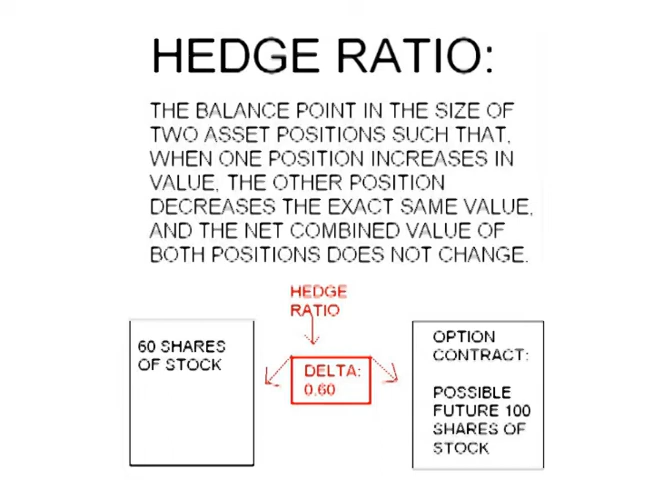 HEDGE RATIO:
THE BALANCE POINT IN THE SIZE OF
TWO ASSET POSITIONS SUCH THAT,
WHEN ONE POSITION INCREASES IN
VALUE, THE OTHER POSITION
DECREASES THE EXACT SAME VALUE,
AND THE NET COMBINED VALUE OF
BOTH POSITIONS DOES NOT CHANGE.
HEDGE
RATIO
60 SHARES
OF STOCK
DELTA:
0.60
OPTION
CONTRACT:
POSSIBLE
FUTURE 100
SHARES OF
STOCK